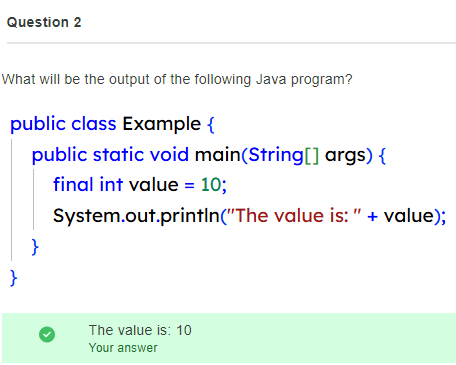 Question 2
What will be the output of the following Java program?
public class Example {
public static void main(String[] args) {
final int value = 10;
System.out.println("The value is: " + value);
}
}
The value is: 10
Your answer